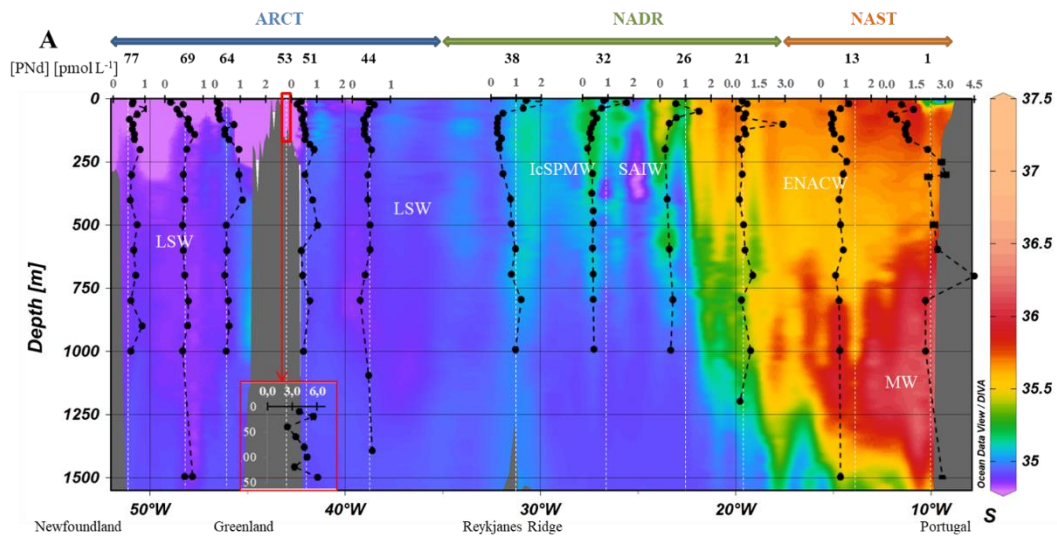 ARCT NADR NAST
A
77 69 64 53 51 44 38 32 26 21 13 1
[PNd] [pmol L-1]
0 1 0 1 0 1 2 0 1 2 0 1 0 1 2 0 1 2 0 1 2 0.0 1.5 3.0 0 1 2 0.0 1.5 4.5
0
250
500
750
1000
1250
1500
Depth [m]
IcSPMW SAIW ENACW
LSW LSW
MW
0,0 3,0 6,0
0
50
00
50
37.5
37
36.5
36
35.5
35
S
Ocean Data View / DIVA
50°W 40°W 30°W 20°W 10°W
Newfoundland Greenland Reykjanes Ridge Portugal